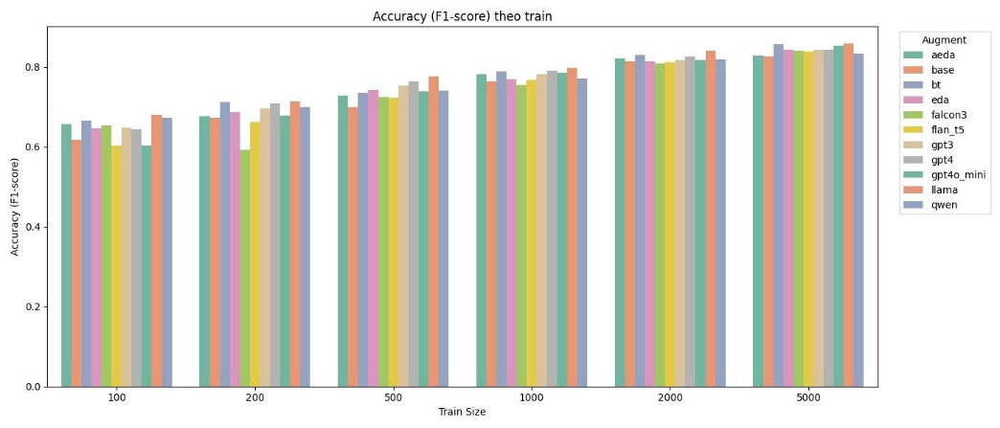 Accuracy (F1-score) theo train
Accuracy (F1-score)
0.8
0.6
0.4
0.2
0.0
100 200 500 1000 2000 5000
Train Size
Augment
aeda
base
bt
eda
falcon3
flan_t5
gpt3
gpt4
gpt4o_mini
llama
qwen